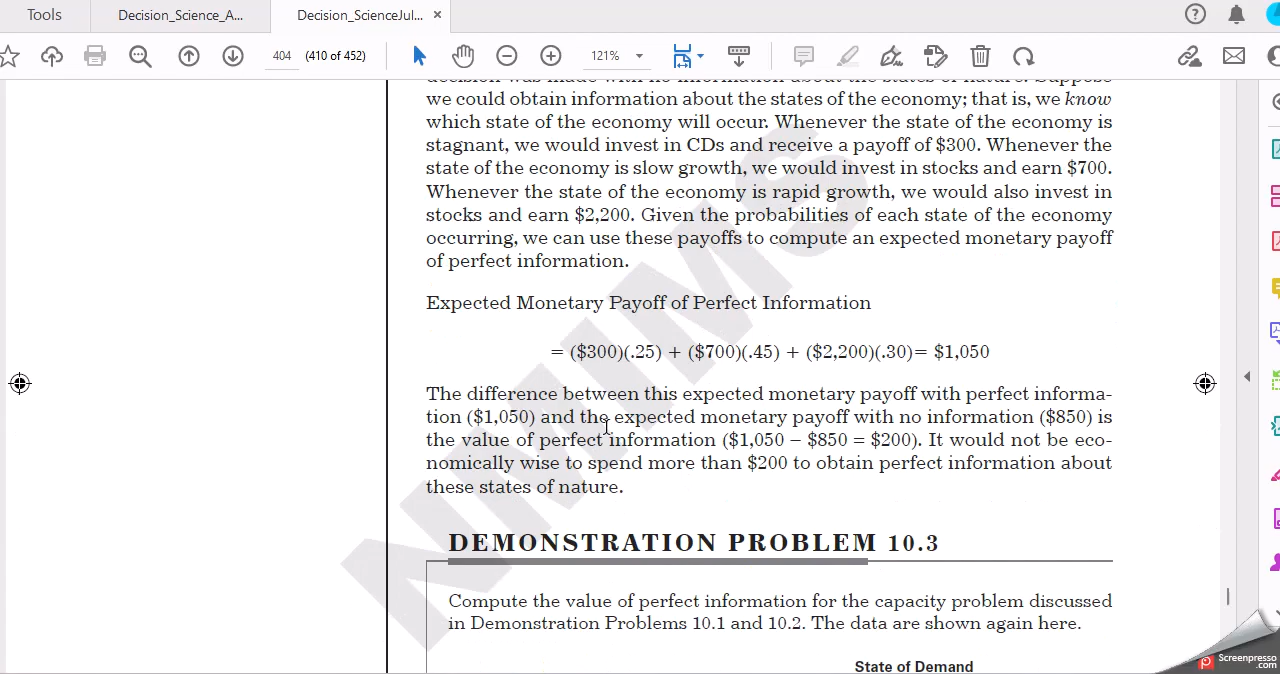 Tools
Decision_Science_A...
Decision_ScienceJul... ×
404 (410 of 452) 121%
we could obtain information about the states of the economy; that is, we know
which state of the economy will occur. Whenever the state of the economy is
stagnant, we would invest in CDs and receive a payoff of $300. Whenever the
state of the economy is slow growth, we would invest in stocks and earn $700.
Whenever the state of the economy is rapid growth, we would also invest in
stocks and earn $2,200. Given the probabilities of each state of the economy
occurring, we can use these payoffs to compute an expected monetary payoff
of perfect information.
Expected Monetary Payoff of Perfect Information
= ($300)(.25) + ($700)(.45) + ($2,200)(.30)= $1,050
The difference between this expected monetary payoff with perfect informa-
tion ($1,050) and the expected monetary payoff with no information ($850) is
the value of perfect information ($1,050 − $850 = $200). It would not be eco-
nomically wise to spend more than $200 to obtain perfect information about
these states of nature.
NMIMS
DEMONSTRATION PROBLEM 10.3
Compute the value of perfect information for the capacity problem discussed
in Demonstration Problems 10.1 and 10.2. The data are shown again here.
State of Demand
Screenpresso
.com